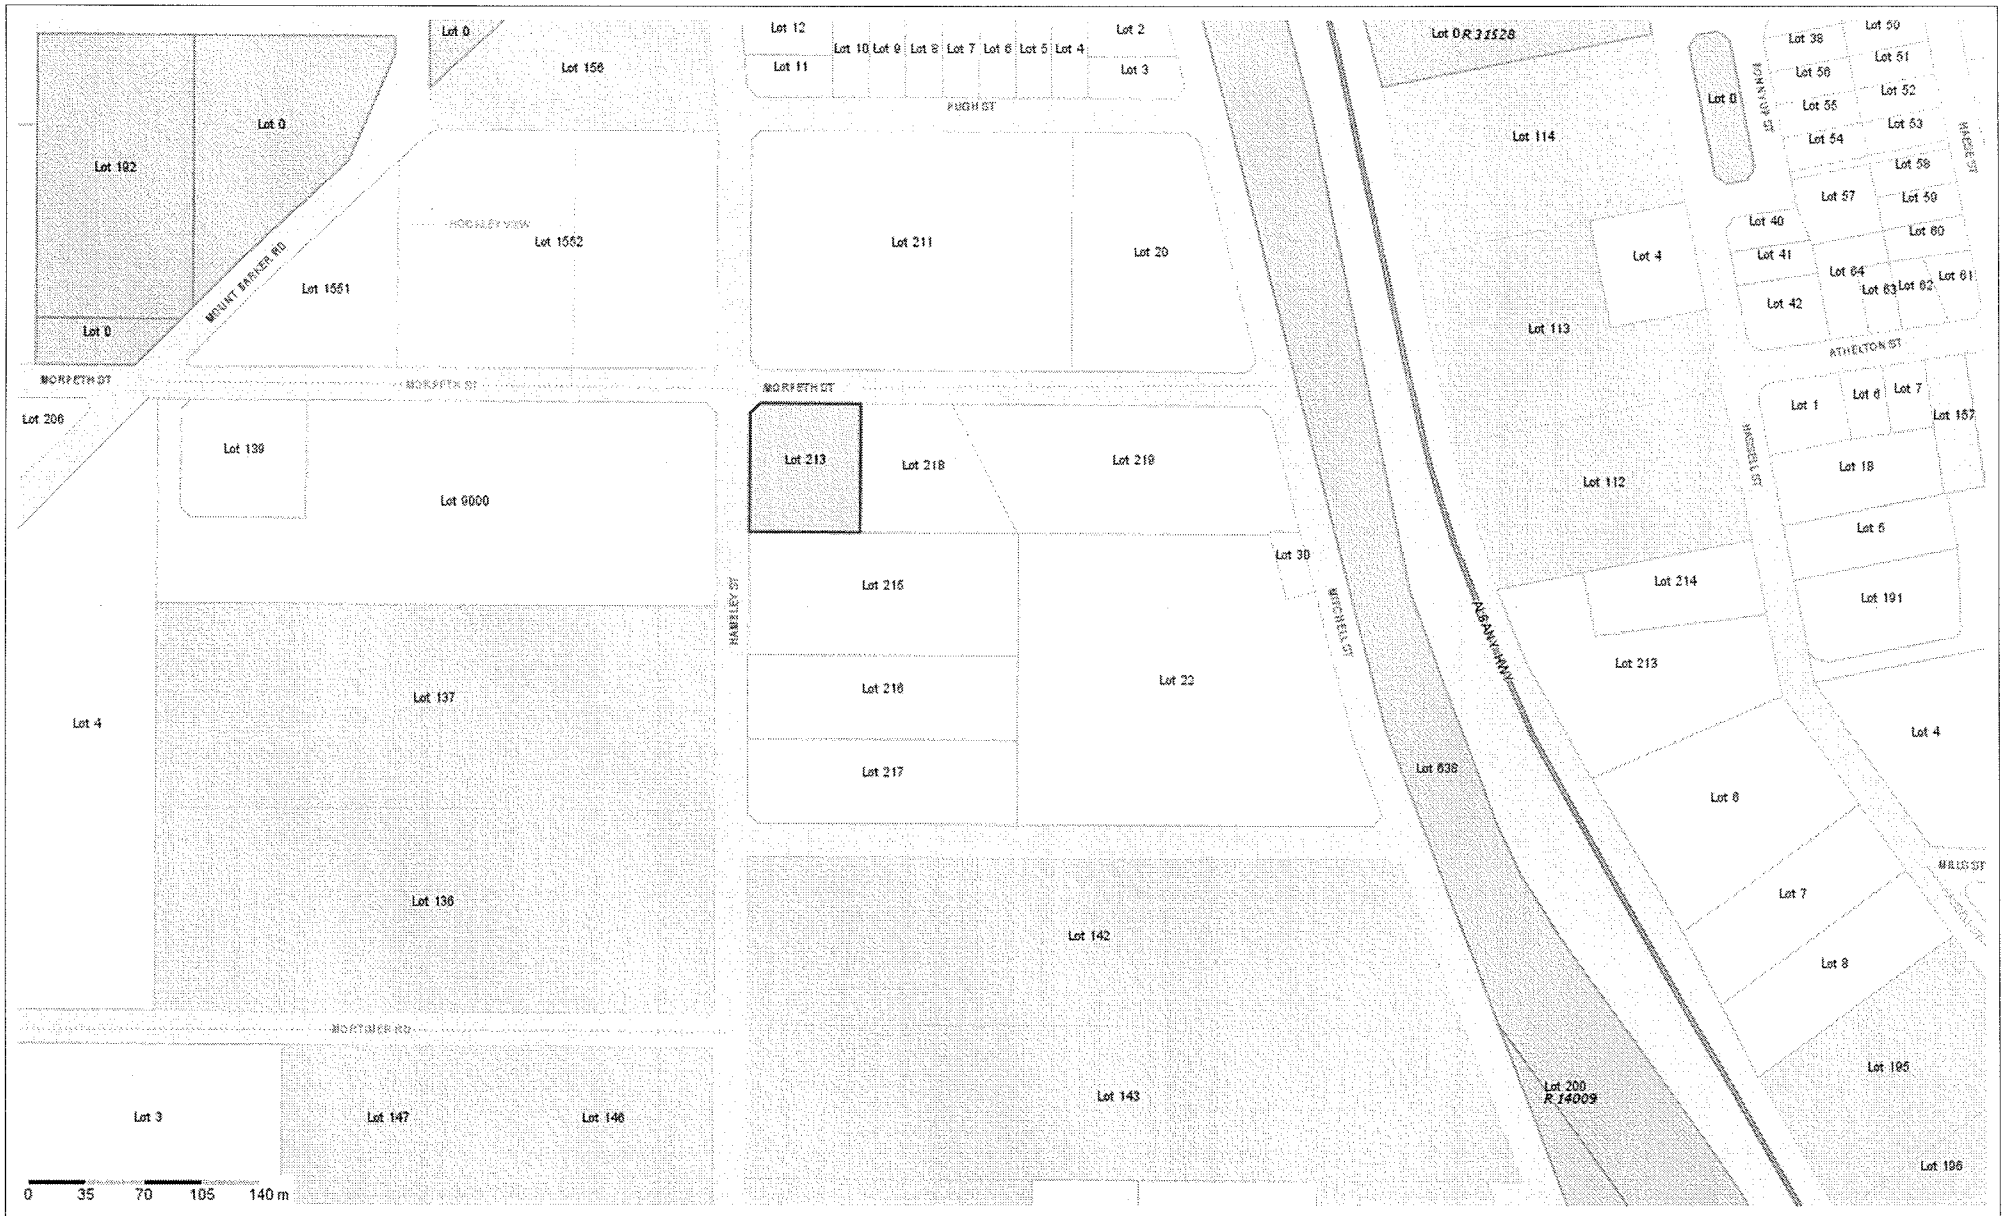 Lot 0
Lot 156
Lot 12
Lot 11
Lot 10
Lot 9
Lot 8
Lot 7
Lot 6
Lot 5
Lot 4
Lot 2
Lot 3
PUGH ST
Lot 0 R 31528
Lot 0
Lot 38
Lot 56
Lot 55
Lot 54
Lot 50
Lot 51
Lot 52
Lot 53
Lot 58
Lot 59
Lot 60
Lot 57
Lot 192
Lot 0
Lot 0
MOUNT BARKER RD
Lot 1551
Lot 1552
Lot 211
Lot 20
Lot 114
Lot 4
Lot 113
Lot 40
Lot 41
Lot 42
Lot 64
Lot 63
Lot 62
Lot 61
ATHELTON ST
MORPETH ST
MORPETH ST
MORPETH ST
Lot 206
Lot 139
Lot 9000
Lot 213
Lot 218
Lot 219
Lot 112
HASSELL ST
Lot 1
Lot 6
Lot 7
Lot 157
Lot 18
Lot 5
Lot 191
Lot 30
Lot 215
Lot 214
MITCHELL ST
ALBANY HWY
Lot 213
Lot 137
Lot 216
Lot 22
Lot 4
Lot 4
Lot 217
Lot 638
Lot 6
MILLS ST
Lot 136
Lot 142
Lot 7
Lot 8
MORTIMER RD
Lot 3
Lot 147
Lot 146
Lot 143
Lot 200
R 14009
Lot 195
Lot 196
0 35 70 105 140 m